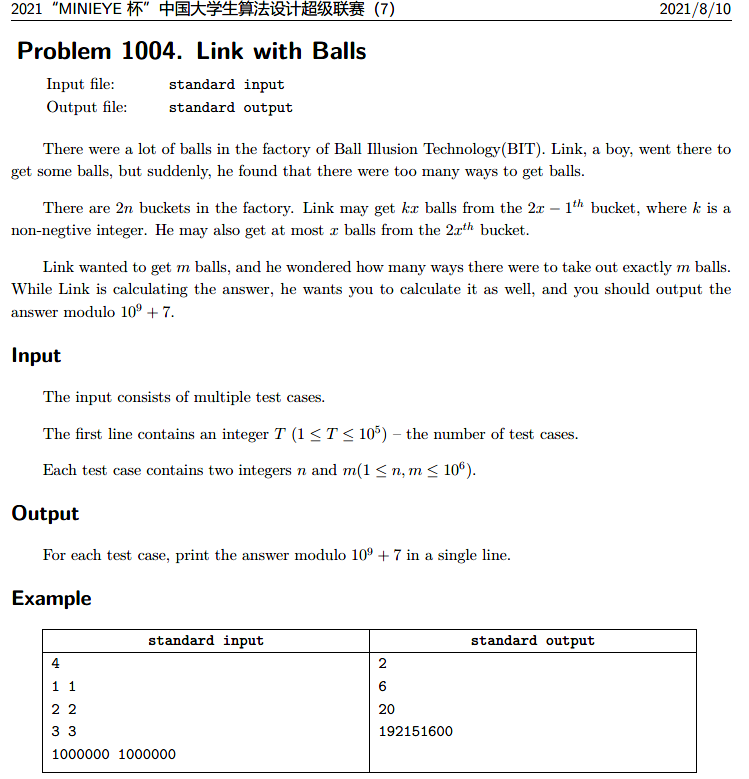 2021 “MINIEYE 杯” 中国大学生算法设计超级联赛 (7) 2021/8/10
Problem 1004. Link with Balls
Input file: standard input
Output file: standard output
There were a lot of balls in the factory of Ball Illusion Technology(BIT). Link, a boy, went there to
get some balls, but suddenly, he found that there were too many ways to get balls.
There are 2n buckets in the factory. Link may get kx balls from the 2x − 1^th bucket, where k is a
non-negtive integer. He may also get at most x balls from the 2x^th bucket.
Link wanted to get m balls, and he wondered how many ways there were to take out exactly m balls.
While Link is calculating the answer, he wants you to calculate it as well, and you should output the
answer modulo 10^9 + 7.
Input
The input consists of multiple test cases.
The first line contains an integer T (1 ≤ T ≤ 10^5) – the number of test cases.
Each test case contains two integers n and m(1 ≤ n, m ≤ 10^6).
Output
For each test case, print the answer modulo 10^9 + 7 in a single line.
Example
standard input standard output
4 2
1 1 6
2 2 20
3 3 192151600
1000000 1000000